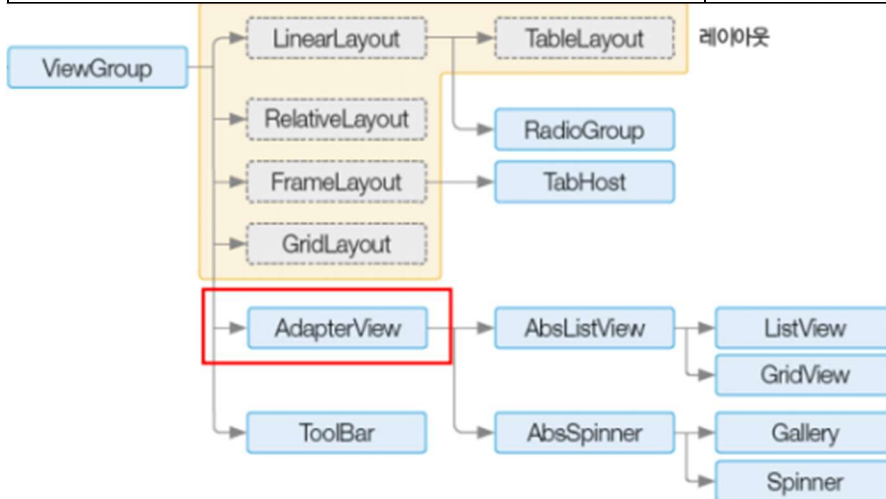 LinearLayout
TableLayout
레이아웃
ViewGroup
RelativeLayout
RadioGroup
FrameLayout
TabHost
GridLayout
AdapterView
AbsListView
ListView
GridView
ToolBar
AbsSpinner
Gallery
Spinner